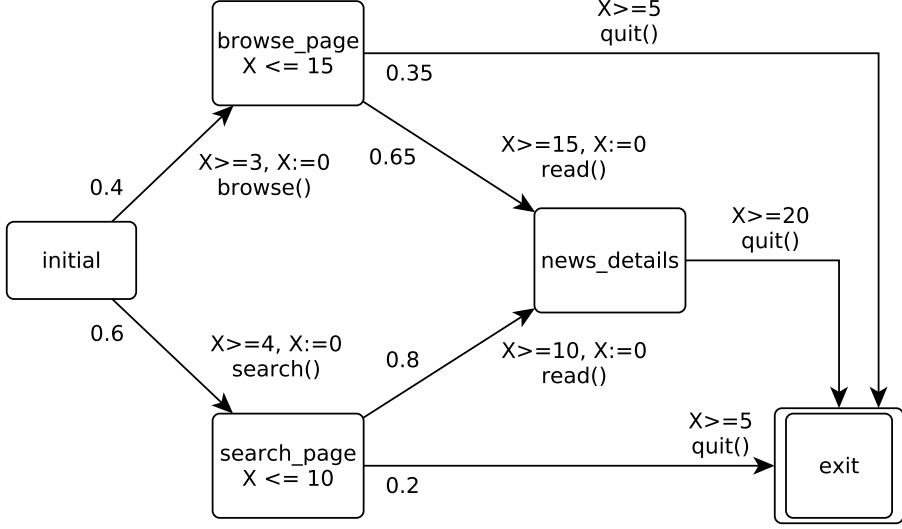 X>=5
quit()
browse_page
X <= 15
0.35
X>=15, X:=0
read()
0.65
X>=3, X:=0
browse()
0.4
X>=20
quit()
initial
news_details
0.6
X>=4, X:=0
search()
0.8
X>=10, X:=0
read()
X>=5
quit()
search_page
X <= 10
0.2
exit